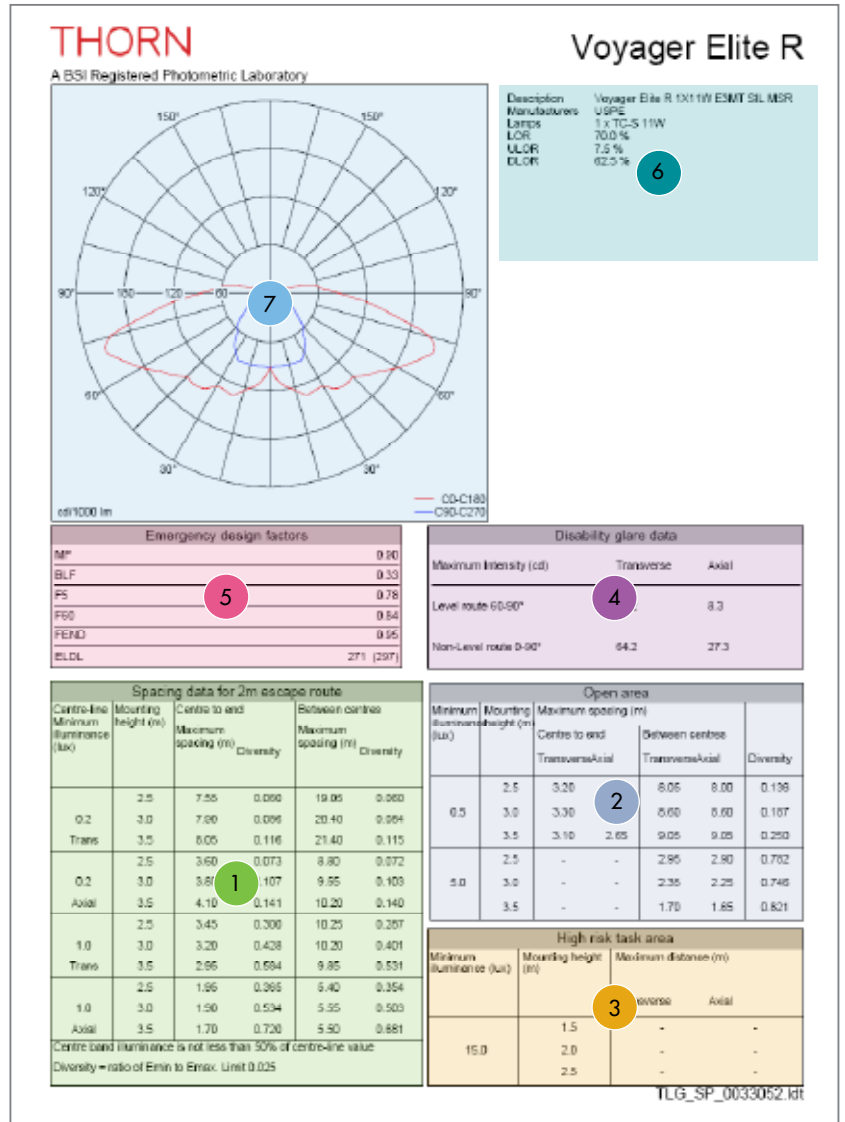 THORN
Voyager Elite R
A BSI Registered Photometric Laboratory
150° 150°
120° 120°
90° 180 120 60 90°
60° 60°
30° 30°
cd/1000 lm
C0-C180
C90-C270
7
Description Voyager Elite R 1X11W E3MT SIL MSR
Manufacturers USPE
Lamps 1 x TC-S 11W
LOR 70.0 %
ULOR 7.5 %
DLOR 62.5 %
6
Emergency design factors
MF 0.90
BLF 0.33
F5 0.78
F60 0.84
FEND 0.95
ELDL 271 (297)
5
Disability glare data
Maximum Intensity (cd) Transverse Axial
Level route 60-90° 8.3
Non-Level route 0-90° 64.2 27.3
4
Spacing data for 2m escape route
Centre-line Minimum illuminance (lux) Mounting height (m) Centre to end Between centres
Maximum spacing (m) Diversity Maximum spacing (m) Diversity
2.5 7.55 0.060 19.05 0.060
0.2 3.0 7.90 0.086 20.40 0.084
Trans 3.5 8.05 0.116 21.40 0.115
2.5 3.60 0.073 8.80 0.072
0.2 3.0 .107 9.55 0.103
Axial 3.5 4.10 0.141 10.20 0.140
2.5 3.45 0.300 10.25 0.287
1.0 3.0 3.20 0.428 10.20 0.401
Trans 3.5 2.95 0.584 9.85 0.531
2.5 1.95 0.365 5.40 0.354
1.0 3.0 1.90 0.534 5.55 0.503
Axial 3.5 1.70 0.720 5.50 0.681
Centre band illuminance is not less than 50% of centre-line value
Diversity = ratio of Emin to Emax. Limit 0.025
1
Open area
Minimum illuminance (lux) Mounting height (m) Maximum spacing (m)
Centre to end Between centres
Transverse Axial Transverse Axial Diversity
2.5 3.20 8.05 8.00 0.139
0.5 3.0 3.30 8.60 8.60 0.187
3.5 3.10 2.65 9.05 9.05 0.250
2.5 - - 2.95 2.90 0.782
5.0 3.0 - - 2.35 2.25 0.746
3.5 - - 1.70 1.65 0.821
2
High risk task area
Minimum illuminance (lux) Mounting height (m) Maximum distance (m)
verse Axial
1.5 - -
15.0 2.0 - -
2.5 - -
3
TLG_SP_0033052.ldt